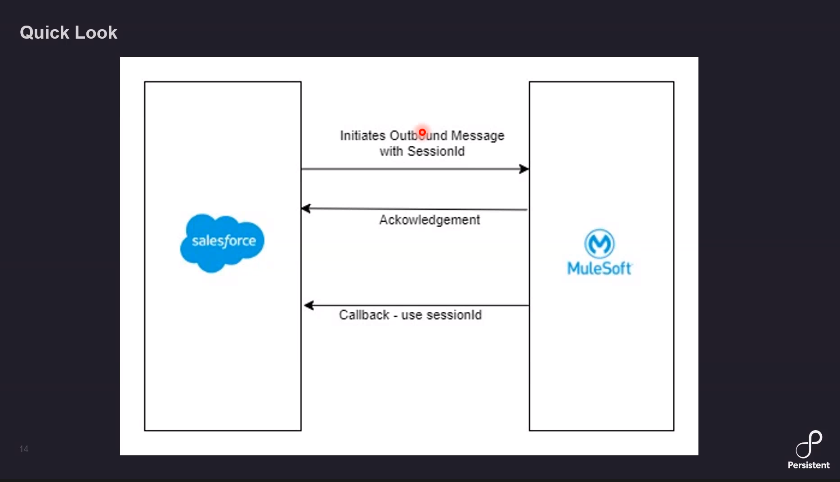 Quick Look
Initiates Outbound Message
with SessionId
Ackowledgement
salesforce
MuleSoft
Callback - use sessionId
14
Persistent